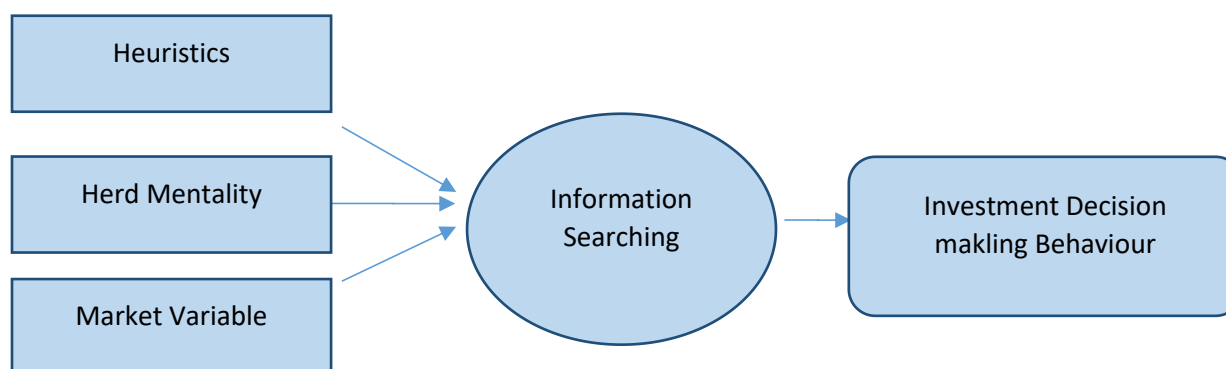 Heuristics
Herd Mentality
Market Variable
Information
Searching
Investment Decision
makling Behaviour